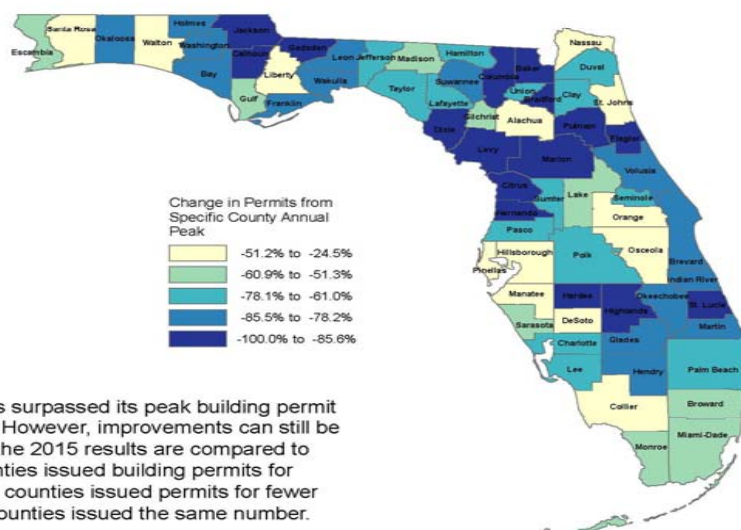 Holmes
Jackson
Santa Rosa
Okaloosa
Walton
Washington
Escambia
Calhoun
Gadsden
Bay
Liberty
Leon
Jefferson
Madison
Hamilton
Wakulla
Gulf
Franklin
Taylor
Suwannee
Lafayette
Columbia
Baker
Nassau
Duval
Union
Bradford
Clay
St. Johns
Gilchrist
Dixie
Alachua
Putnam
Flagler
Levy
Marion
Volusia
Citrus
Sumter
Lake
Seminole
Hernando
Orange
Pasco
Hillsborough
Pinellas
Polk
Osceola
Brevard
Indian River
Manatee
Hardee
Highlands
Okeechobee
St. Lucie
Sarasota
DeSoto
Martin
Charlotte
Glades
Lee
Hendry
Palm Beach
Collier
Broward
Monroe
Miami-Dade
Change in Permits from
Specific County Annual
Peak
-51.2% to -24.5%
-60.9% to -51.3%
-78.1% to -61.0%
-85.5% to -78.2%
-100.0% to -85.6%
s surpassed its peak building permit
However, improvements can still be
the 2015 results are compared to
nties issued building permits for
counties issued permits for fewer
ounties issued the same number.